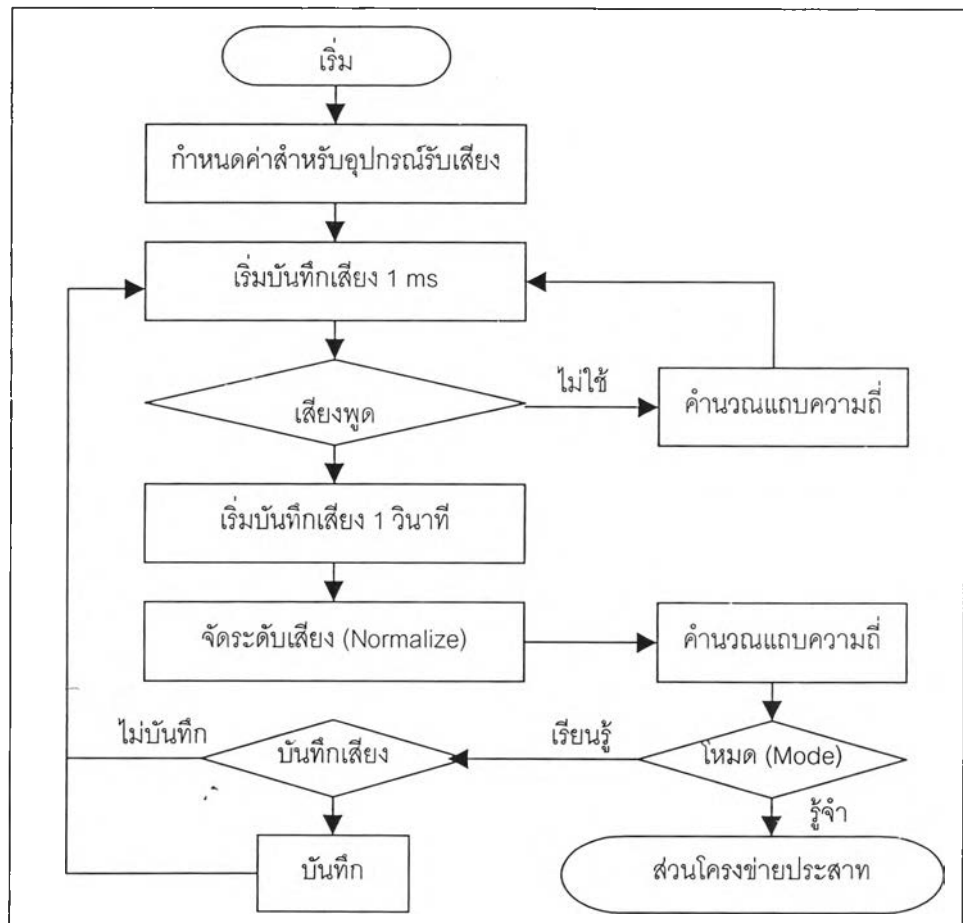 เริ่ม
กำหนดค่าสำหรับอุปกรณ์รับเสียง
เริ่มบันทึกเสียง 1 ms
ไม่ใช้
เสียงพูด
คำนวณแถบความถี่
เริ่มบันทึกเสียง 1 วินาที
จัดระดับเสียง (Normalize)
คำนวณแถบความถี่
ไม่บันทึก
บันทึกเสียง
เรียนรู้
โหมด (Mode)
รู้จำ
บันทึก
ส่วนโครงข่ายประสาท